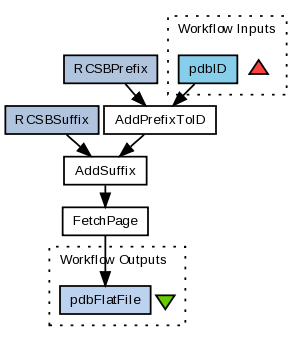 Workflow Inputs
RCSBPrefix
pdbID
RCSBSuffix
AddPrefixToID
AddSuffix
FetchPage
Workflow Outputs
pdbFlatFile